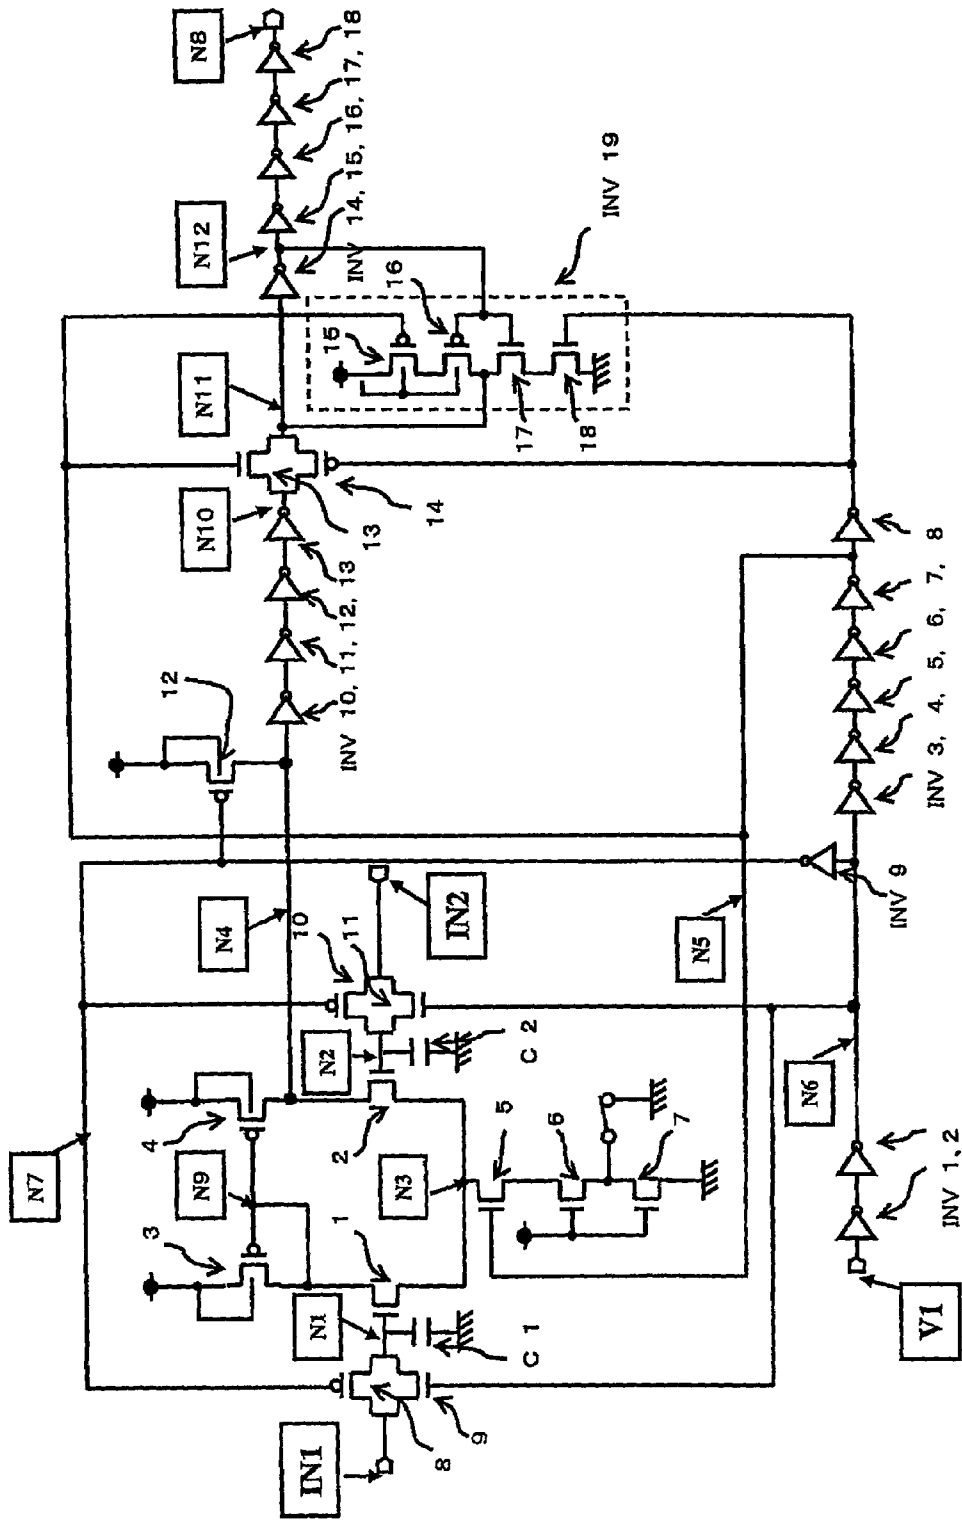 N8
INV 14, 15, 16, 17, 18
N12
INV 19
16
15
17
18
N11
N10
13
14
INV 10, 11, 12, 13
12
INV 3, 4, 5, 6, 7, 8
INV 9
N4
10
11
IN2
N5
N2
C 2
N6
4
2
N7
N9
N3
5
6
7
3
1
INV 1, 2
N1
C 1
V1
IN1
8
9